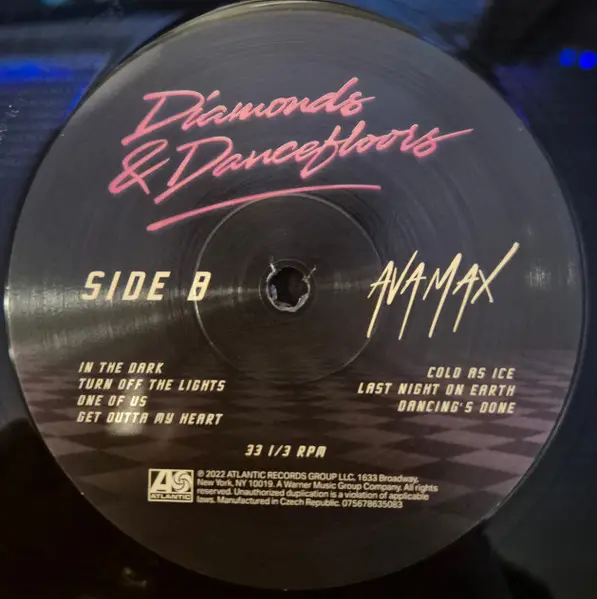 Diamonds
& Dancefloors
SIDE B
AVA MAX
IN THE DARK
TURN OFF THE LIGHTS
ONE OF US
GET OUTTA MY HEART
COLD AS ICE
LAST NIGHT ON EARTH
DANCING'S DONE
33 1/3 RPM
ATLANTIC
℗ © 2022 ATLANTIC RECORDS GROUP LLC, 1633 Broadway,
New York, NY 10019. A Warner Music Group Company. All rights
reserved. Unauthorized duplication is a violation of applicable
laws. Manufactured in Czech Republic. 075678635083